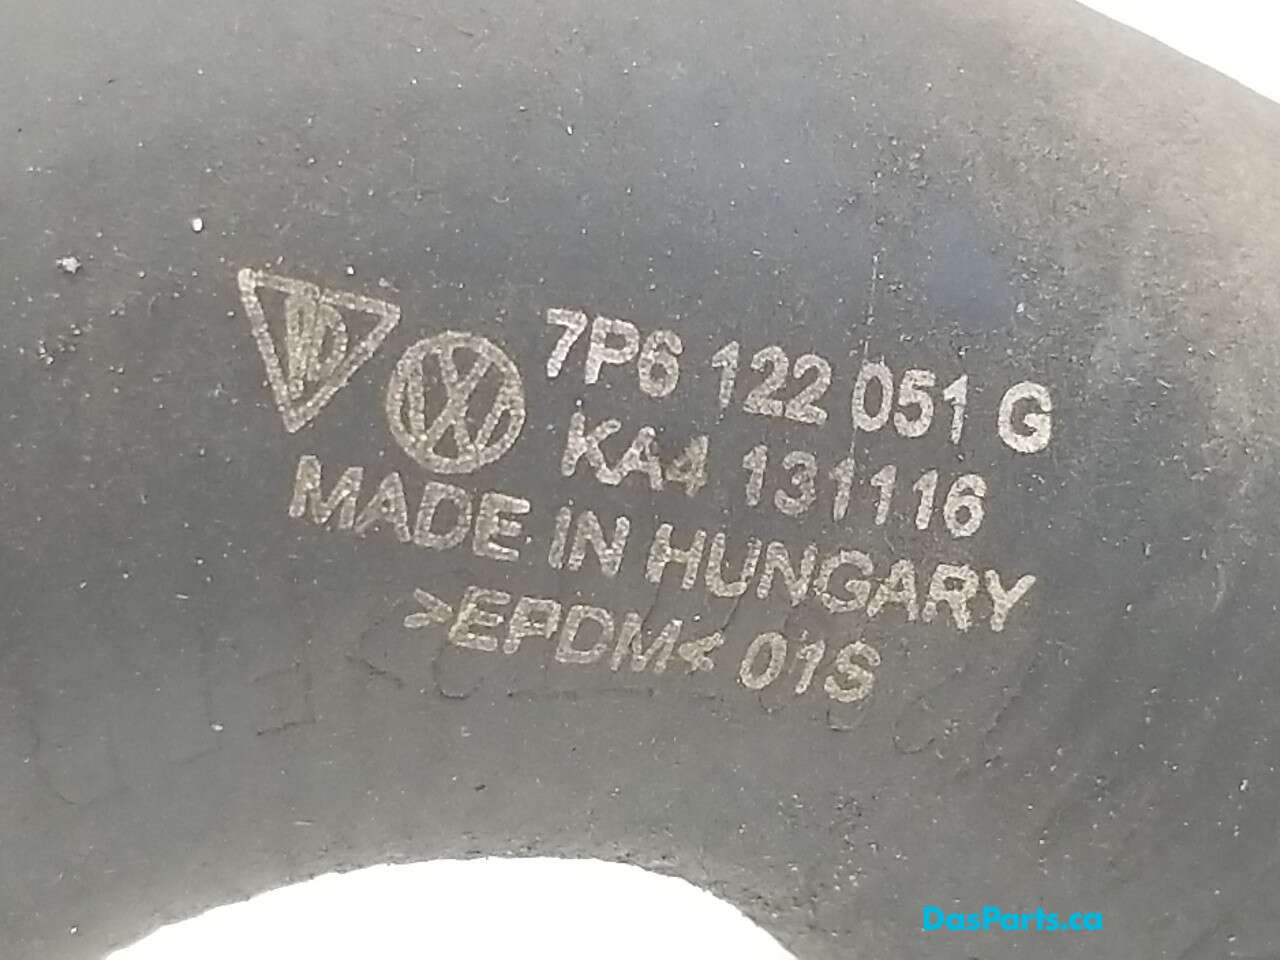 7P6 122 051 G
KA4 131116
MADE IN HUNGARY
>EPDM< 01S
DasParts.ca